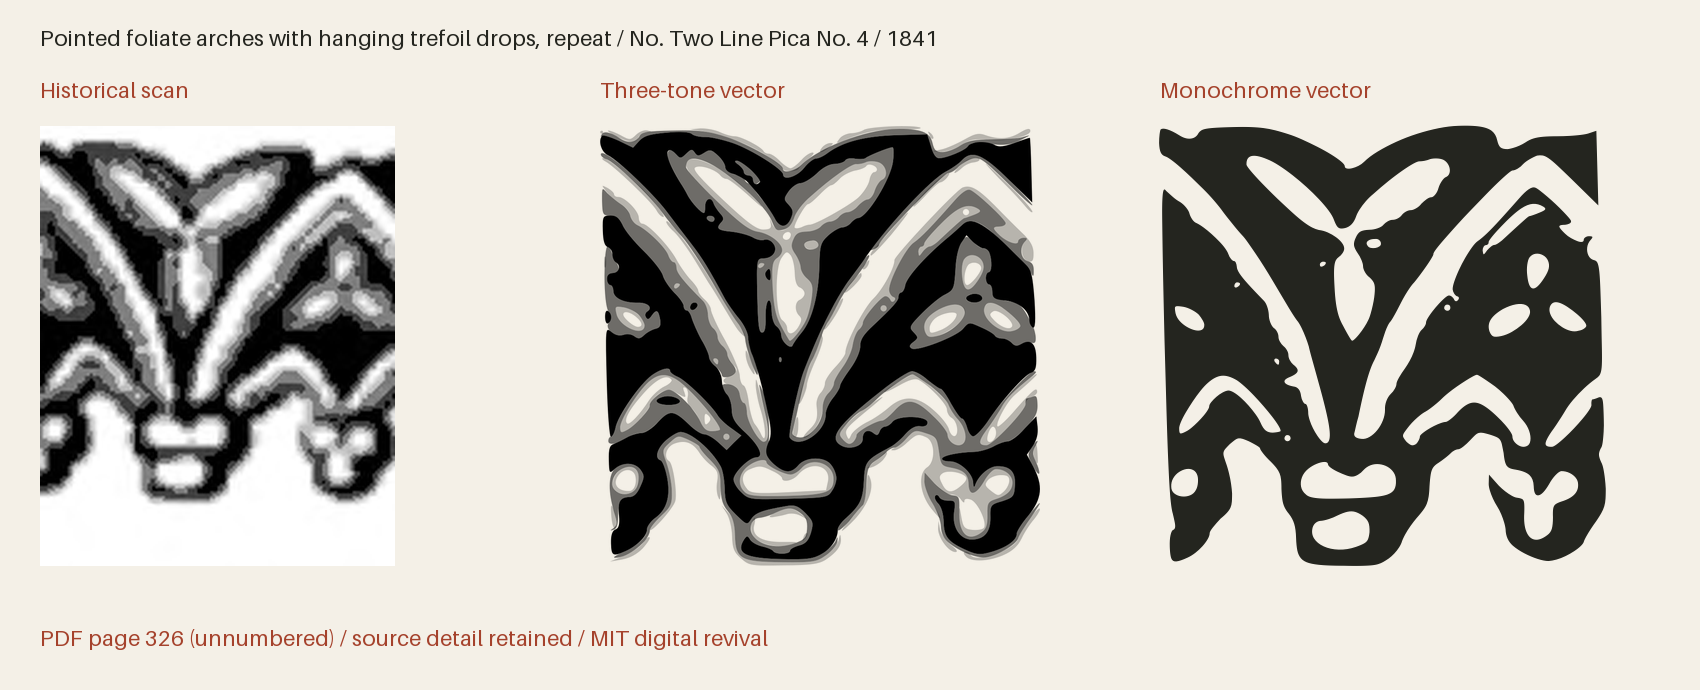 Pointed foliate arches with hanging trefoil drops, repeat / No. Two Line Pica No. 4 / 1841
Historical scan
Three-tone vector
Monochrome vector
PDF page 326 (unnumbered) / source detail retained / MIT digital revival